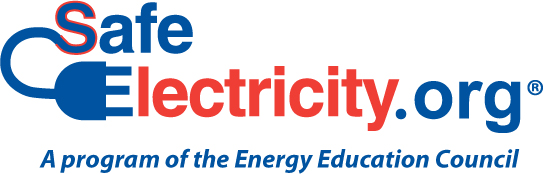 Safe
Electricity.org®
A program of the Energy Education Council